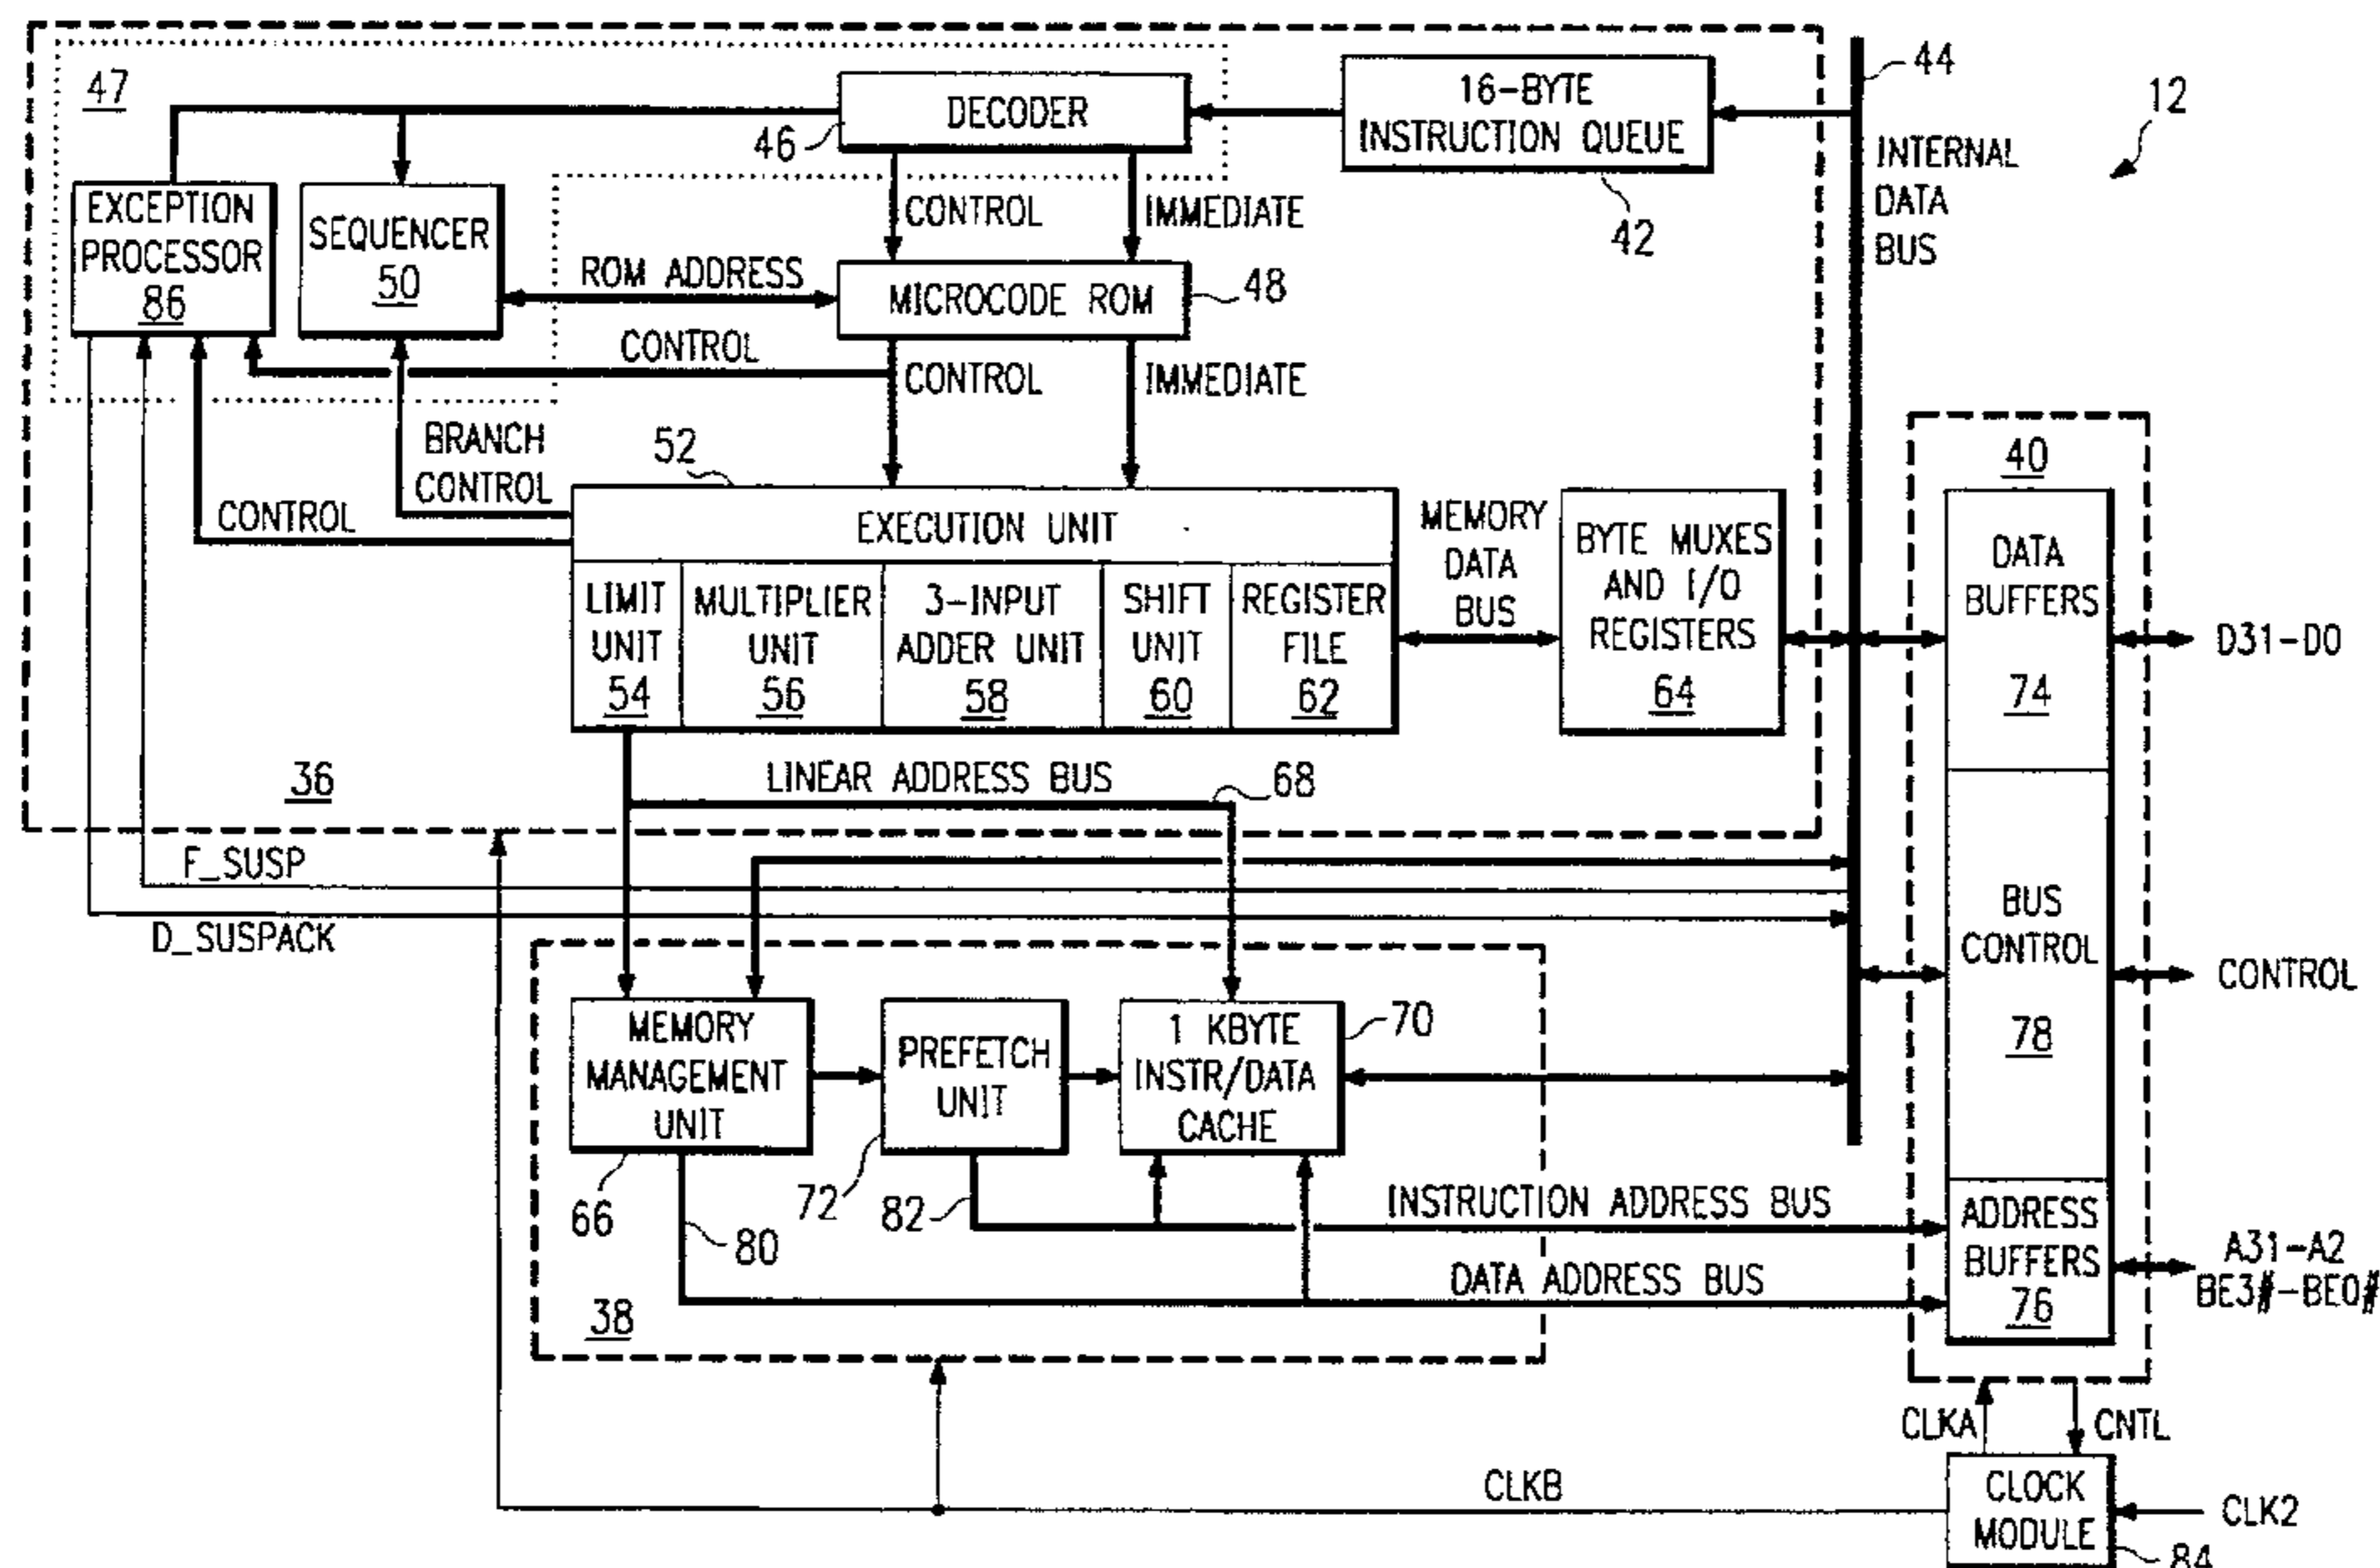 47
DECODER
46
16-BYTE
INSTRUCTION QUEUE
42
44
12
INTERNAL
DATA
BUS
EXCEPTION
PROCESSOR
86
SEQUENCER
50
CONTROL
IMMEDIATE
ROM ADDRESS
MICROCODE ROM
48
CONTROL
CONTROL
IMMEDIATE
BRANCH
CONTROL
CONTROL
52
EXECUTION UNIT
LIMIT
UNIT
54
MULTIPLIER
UNIT
56
3-INPUT
ADDER UNIT
58
SHIFT
UNIT
60
REGISTER
FILE
62
MEMORY
DATA
BUS
BYTE MUXES
AND I/O
REGISTERS
64
40
DATA
BUFFERS
74
D31-D0
36
LINEAR ADDRESS BUS
68
F_SUSP
D_SUSPACK
BUS
CONTROL
78
CONTROL
MEMORY
MANAGEMENT
UNIT
66
PREFETCH
UNIT
72
1 KBYTE
INSTR/DATA
CACHE
70
82
80
INSTRUCTION ADDRESS BUS
DATA ADDRESS BUS
ADDRESS
BUFFERS
76
A31-A2
BE3#-BE0#
38
CLKA
CNTL
CLKB
CLOCK
MODULE
84
CLK2